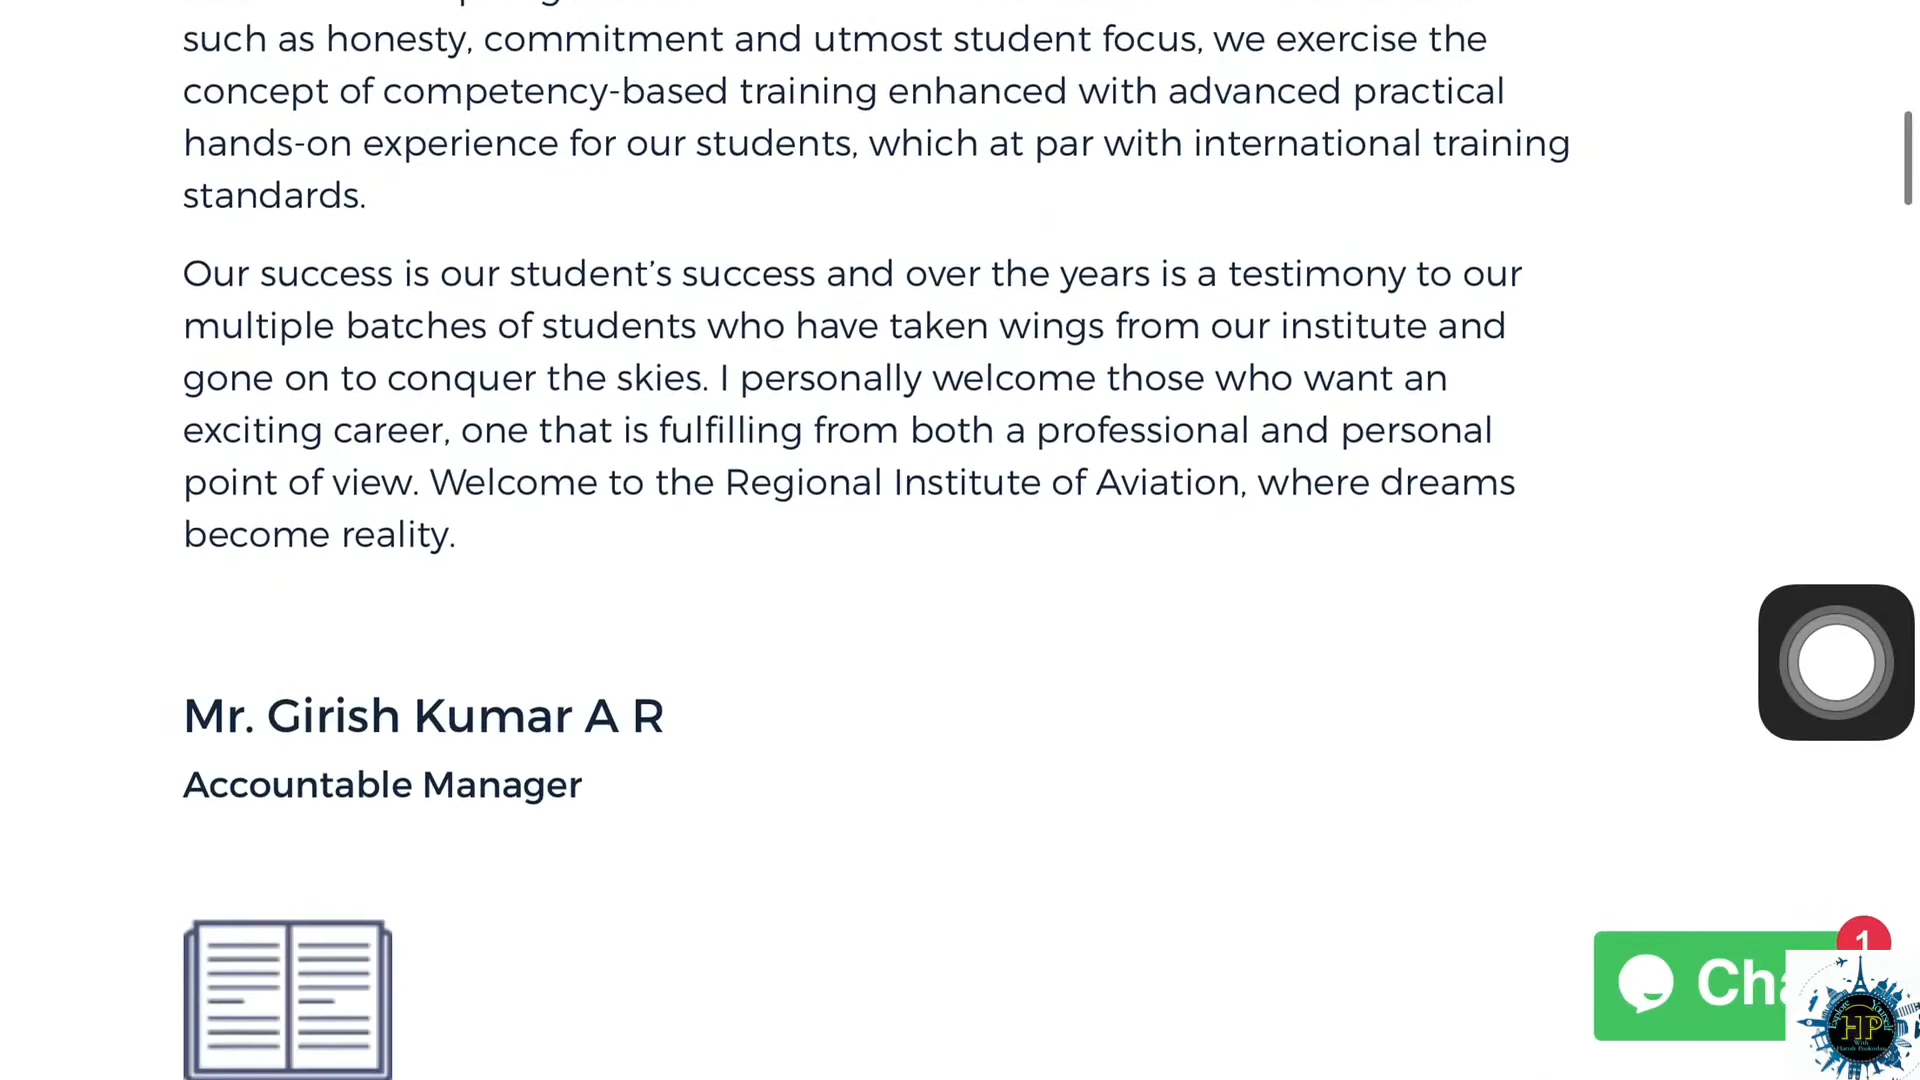 such as honesty, commitment and utmost student focus, we exercise the
concept of competency-based training enhanced with advanced practical
hands-on experience for our students, which at par with international training
standards.
Our success is our student’s success and over the years is a testimony to our
multiple batches of students who have taken wings from our institute and
gone on to conquer the skies. I personally welcome those who want an
exciting career, one that is fulfilling from both a professional and personal
point of view. Welcome to the Regional Institute of Aviation, where dreams
become reality.
Mr. Girish Kumar A R
Accountable Manager
1
HP
With